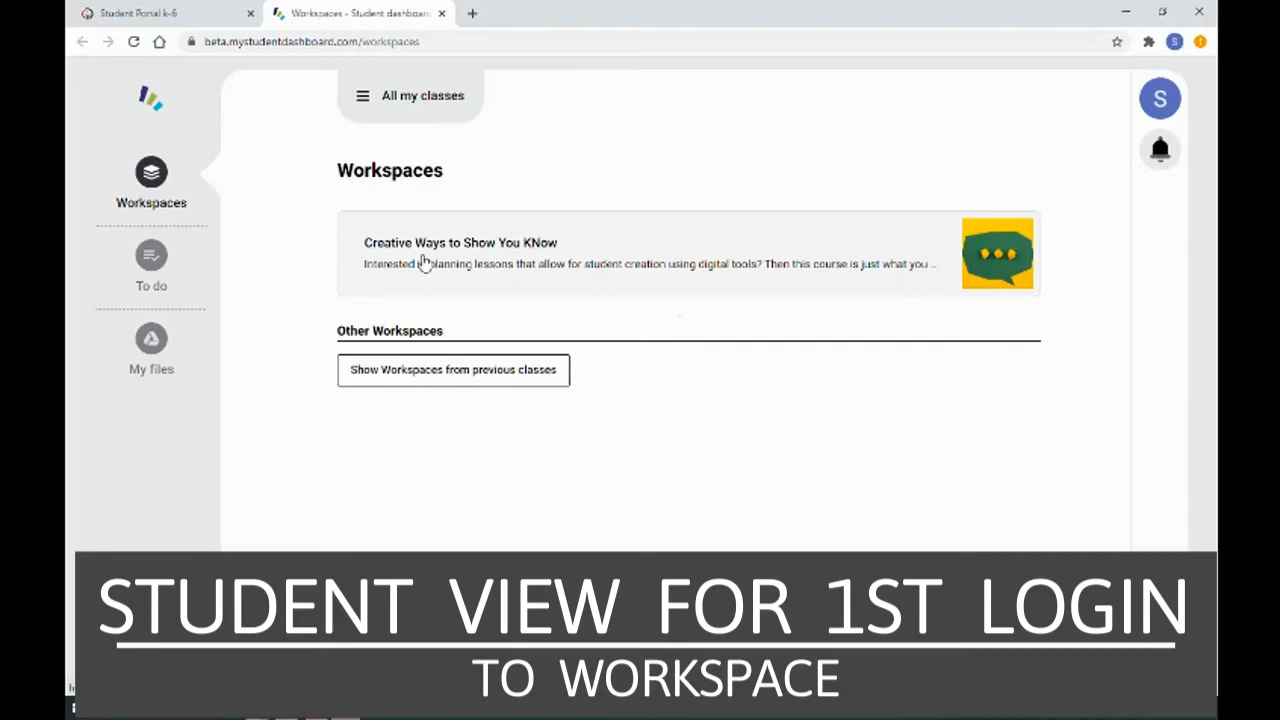 Student Portal k-6
Workspaces - Student dashboard
beta.mystudentdashboard.com/workspaces
S
All my classes
S
Workspaces
Workspaces
Creative Ways to Show You KNow
Interested planning lessons that allow for student creation using digital tools? Then this course is just what you ...
To do
Other Workspaces
My files
Show Workspaces from previous classes
STUDENT VIEW FOR 1ST LOGIN
TO WORKSPACE